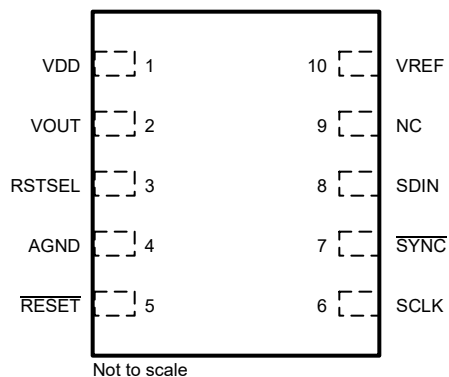 VDD 1 10 VREF
VOUT 2 9 NC
RSTSEL 3 8 SDIN
AGND 4 7 SYNC
RESET 5 6 SCLK
Not to scale